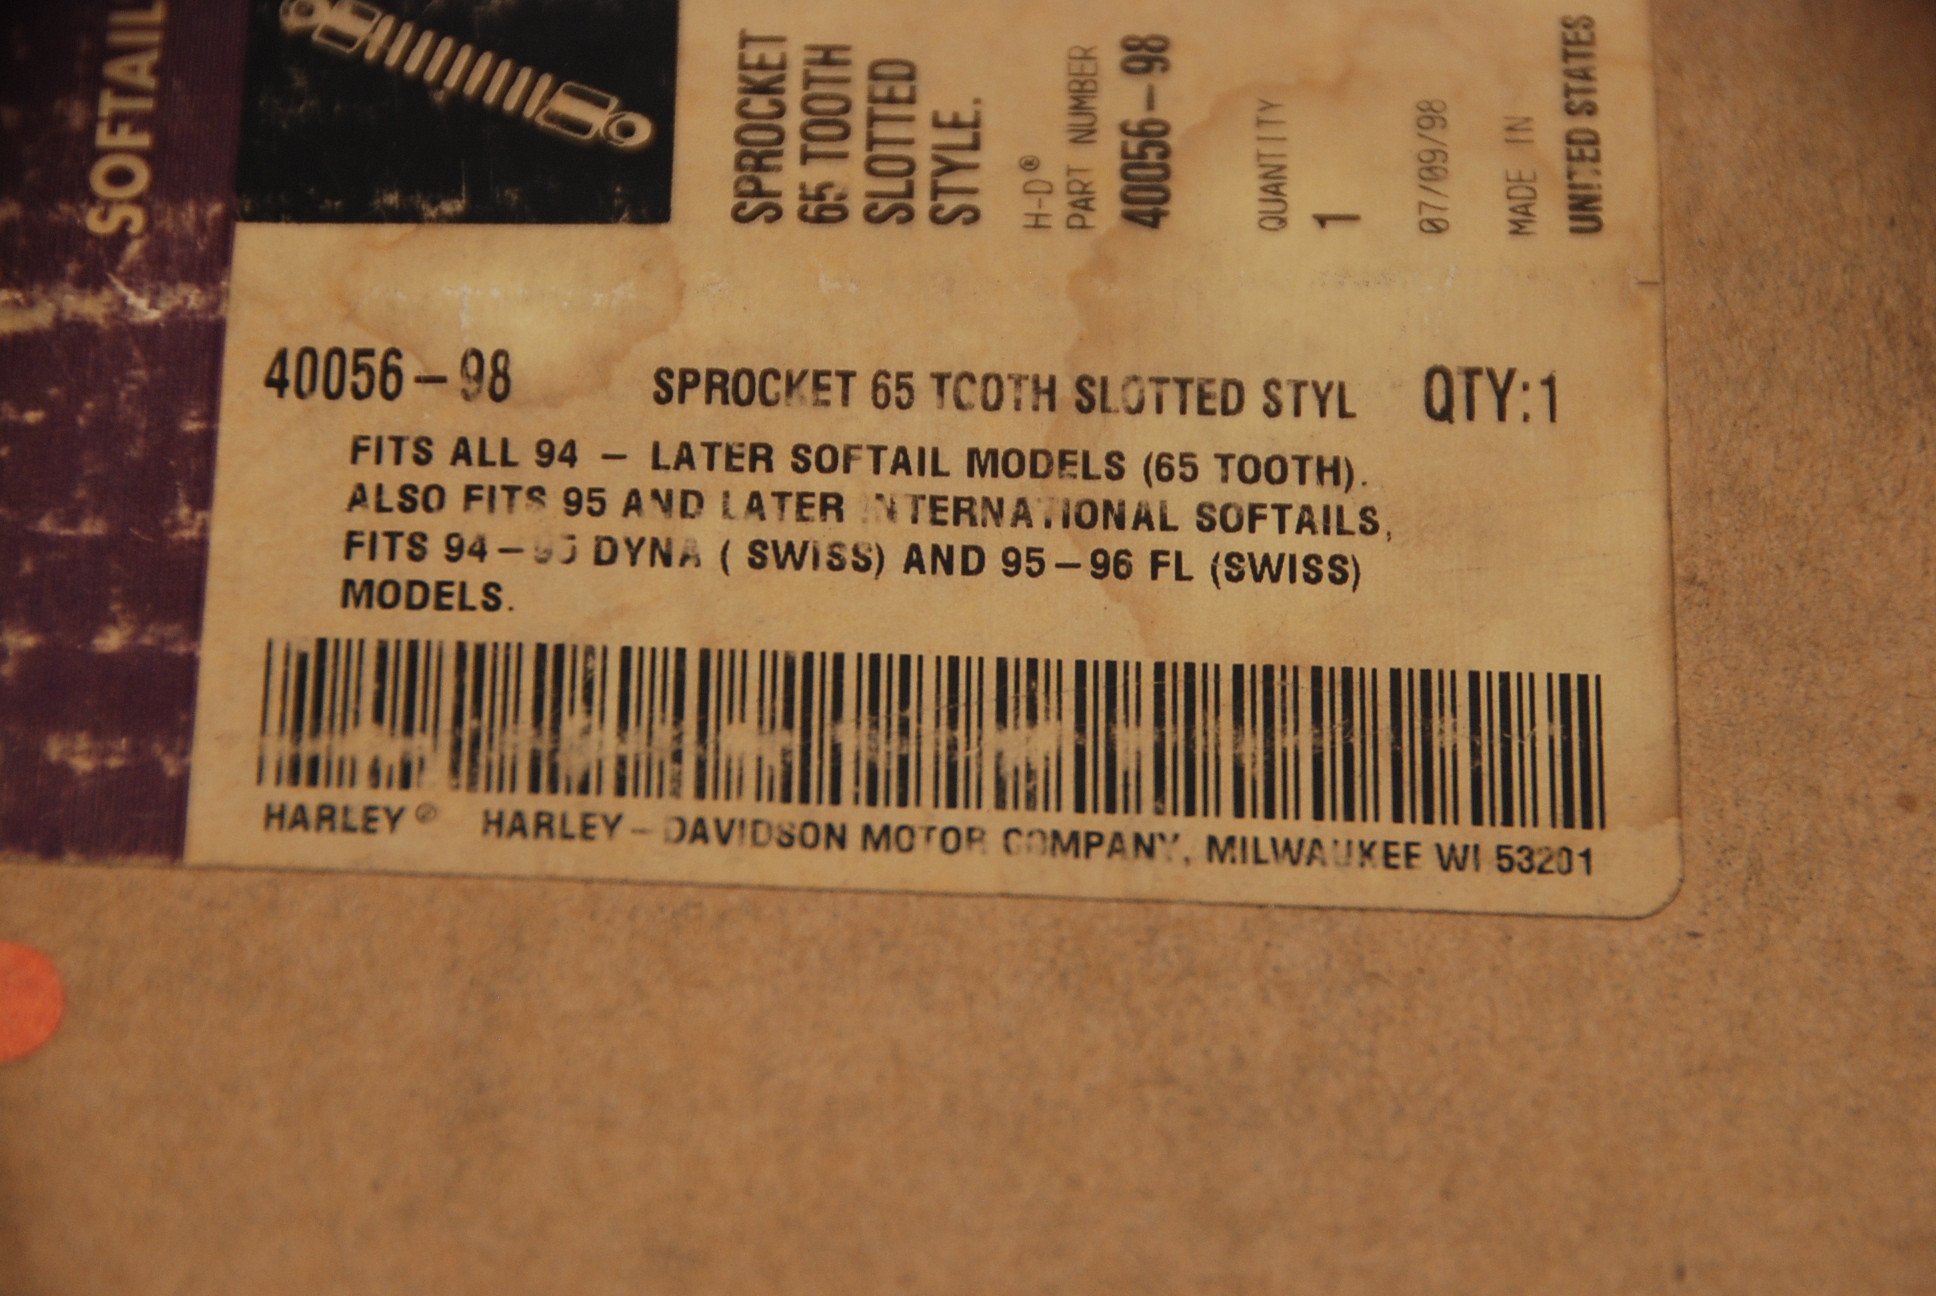 SOFTAIL
SPROCKET
65 TOOTH
SLOTTED
STYLE.
H-D®
PART NUMBER
40056-98
QUANTITY
1
07/09/98
MADE IN
UNITED STATES
40056-98 SPROCKET 65 TOOTH SLOTTED STYL QTY:1
FITS ALL 94 - LATER SOFTAIL MODELS (65 TOOTH).
ALSO FITS 95 AND LATER INTERNATIONAL SOFTAILS,
FITS 94-95 DYNA ( SWISS) AND 95-96 FL (SWISS)
MODELS.
HARLEY® HARLEY-DAVIDSON MOTOR COMPANY, MILWAUKEE WI 53201